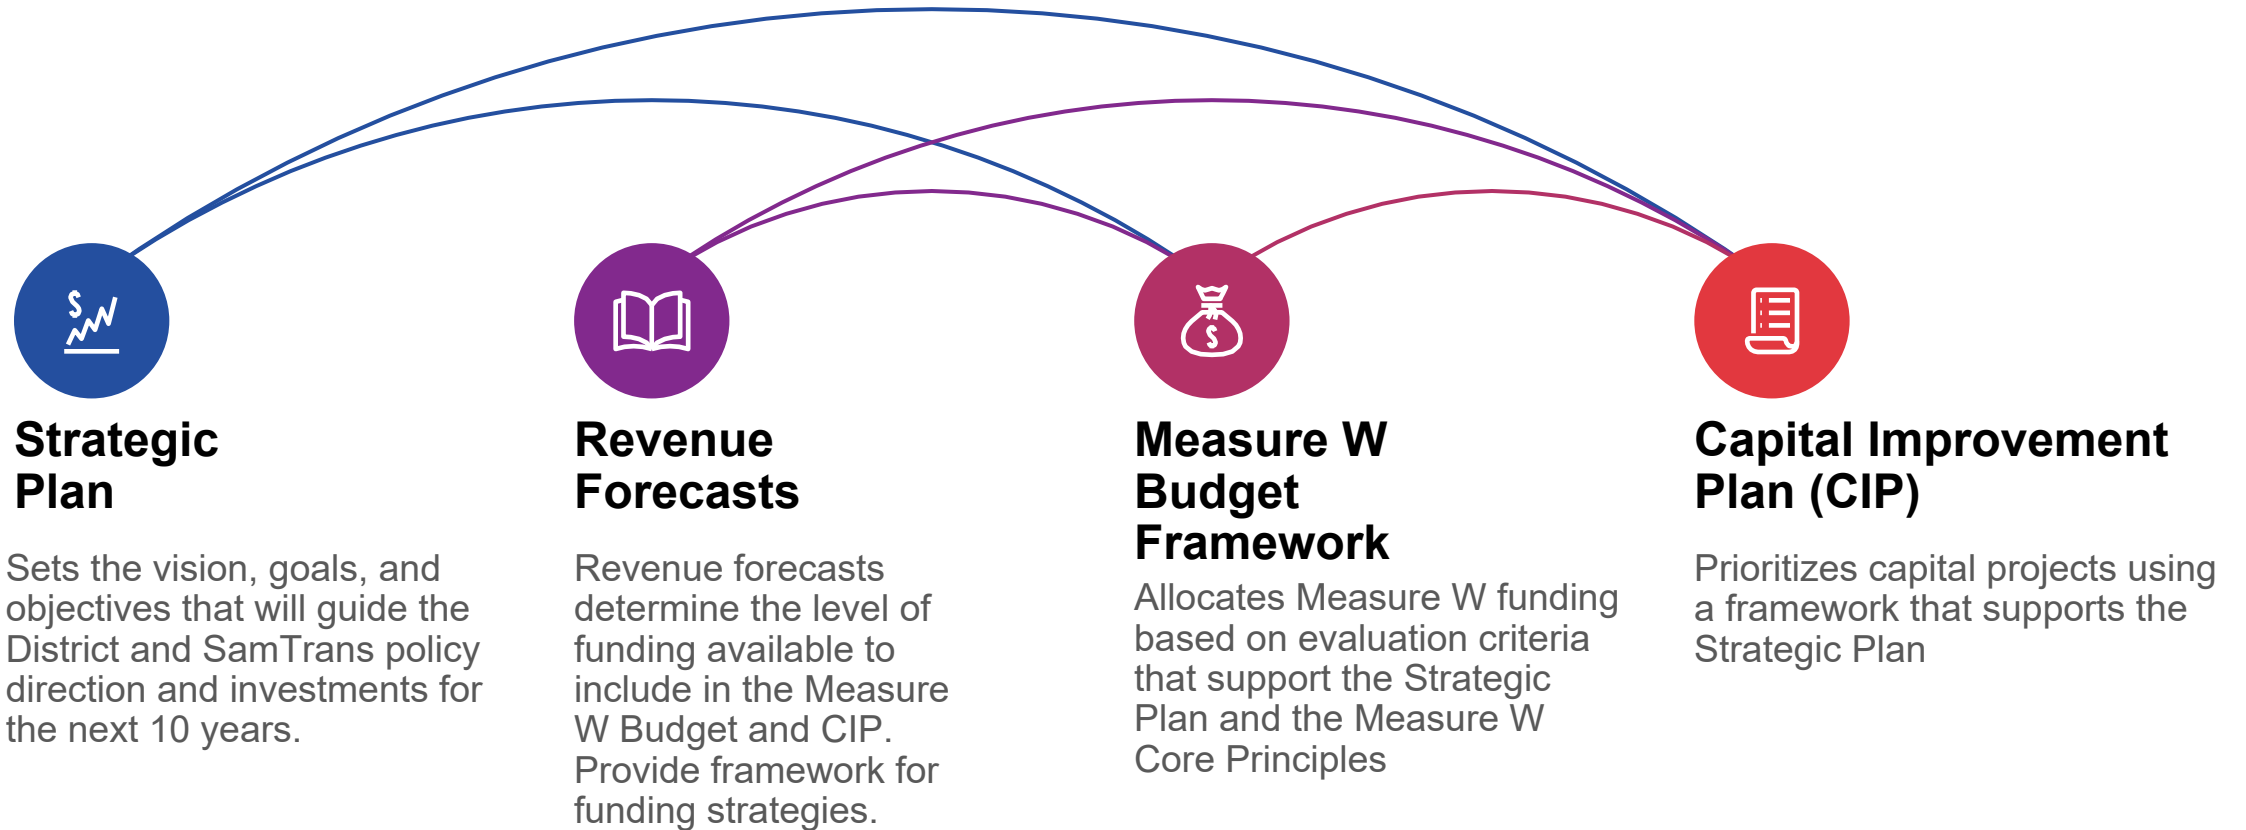 Strategic
Plan
Sets the vision, goals, and
objectives that will guide the
District and SamTrans policy
direction and investments for
the next 10 years.
Revenue
Forecasts
Revenue forecasts
determine the level of
funding available to
include in the Measure
W Budget and CIP.
Provide framework for
funding strategies.
Measure W
Budget
Framework
Allocates Measure W funding
based on evaluation criteria
that support the Strategic
Plan and the Measure W
Core Principles
Capital Improvement
Plan (CIP)
Prioritizes capital projects using
a framework that supports the
Strategic Plan